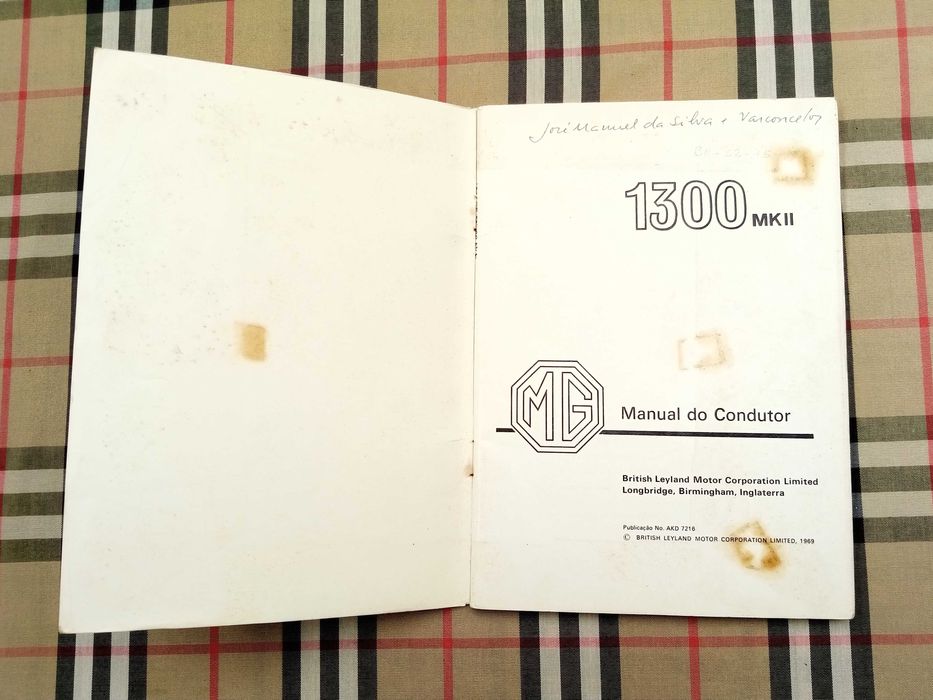 José Manuel da Silva e Vasconcelos
1300 MKII
MG
Manual do Condutor
British Leyland Motor Corporation Limited
Longbridge, Birmingham, Inglaterra
Publicação No. AKD 7216
© BRITISH LEYLAND MOTOR CORPORATION LIMITED, 1969